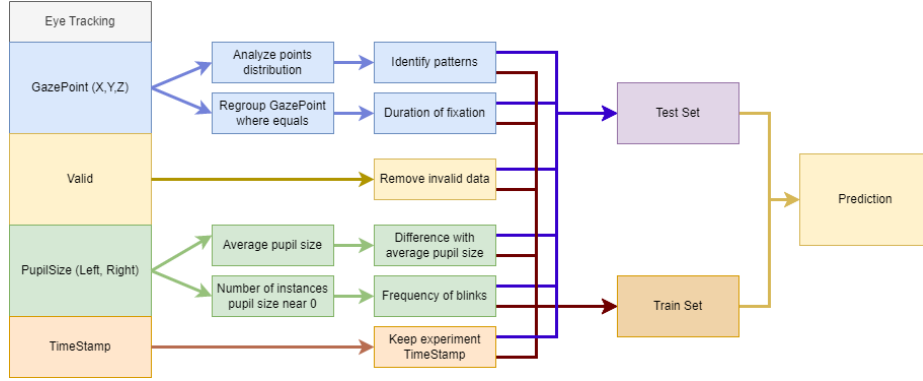 Eye Tracking
GazePoint (X,Y,Z)
Analyze points
distribution
Identify patterns
Regroup GazePoint
where equals
Duration of fixation
Test Set
Valid
Remove invalid data
Prediction
PupilSize (Left, Right)
Average pupil size
Difference with
average pupil size
Number of instances
pupil size near 0
Frequency of blinks
Train Set
TimeStamp
Keep experiment
TimeStamp